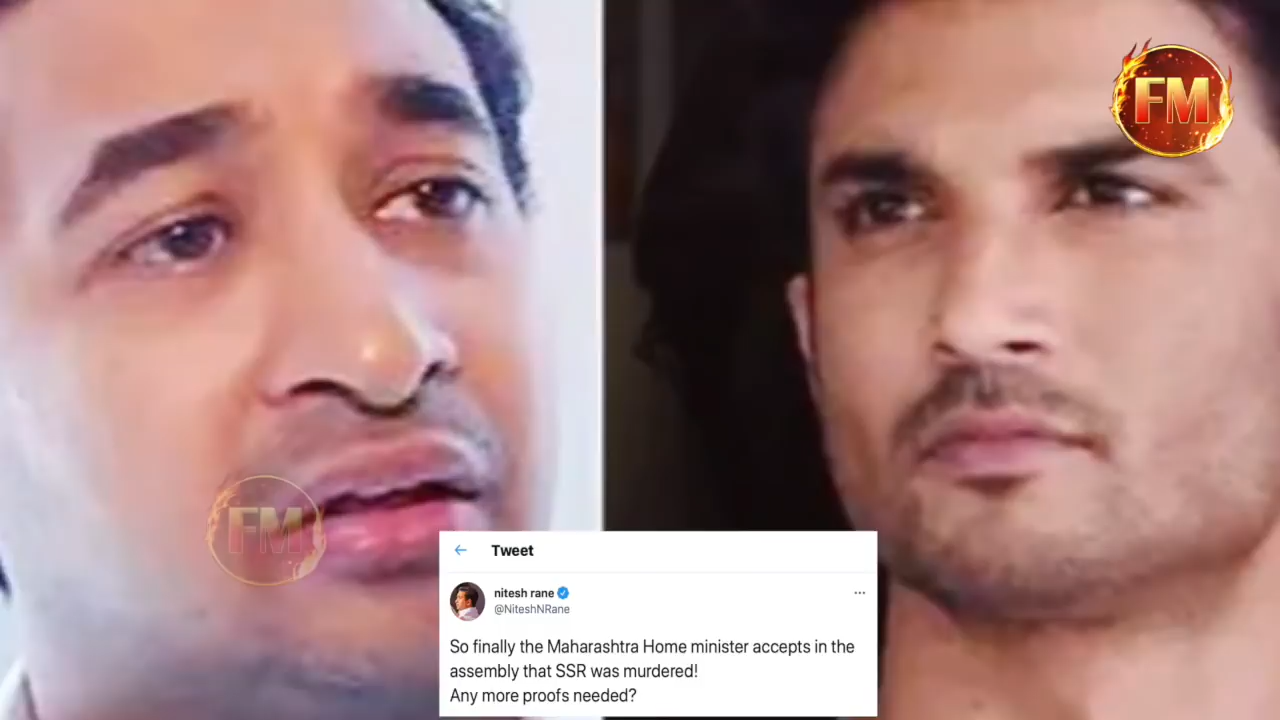 FM
FM
Tweet
nitesh rane
@NiteshNRane
So finally the Maharashtra Home minister accepts in the
assembly that SSR was murdered!
Any more proofs needed?